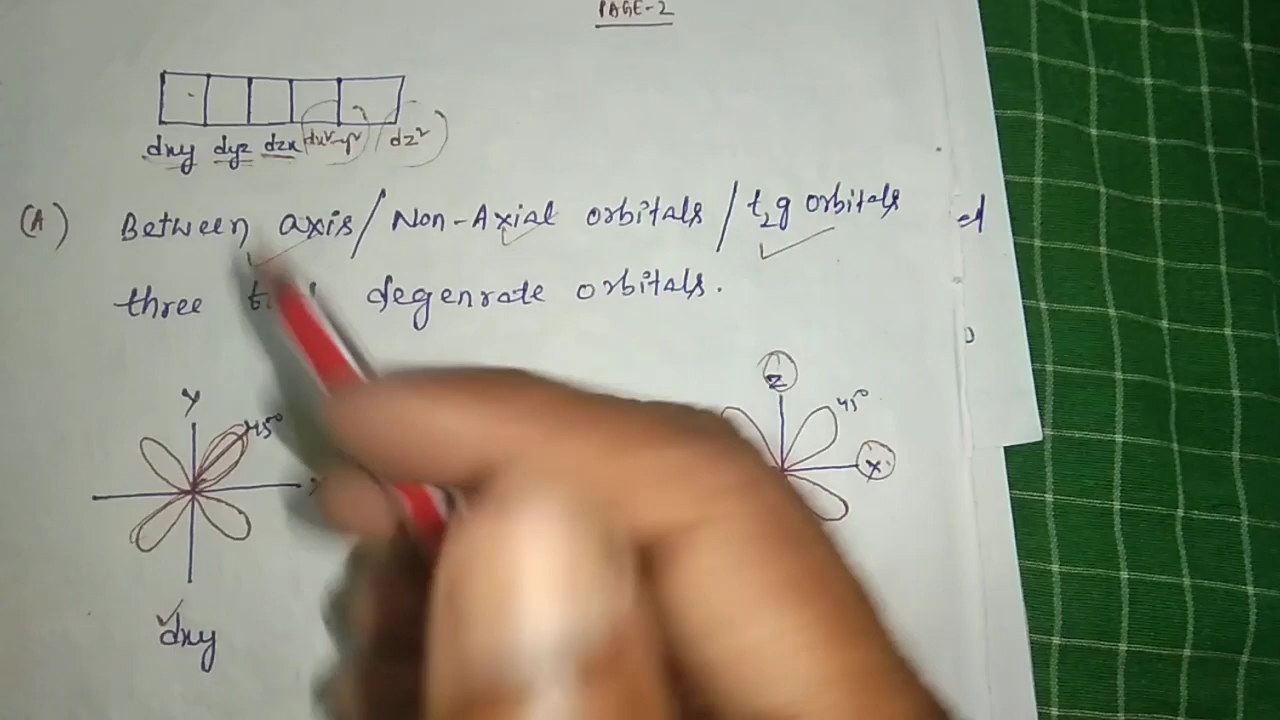 PAGE-2
dxy dyz dzx dx²-y² dz²
(A) Between axis/Non-Axial orbitals/t₂g orbitals
three degenrate orbitals.
y
45°
z
45°
x
dxy